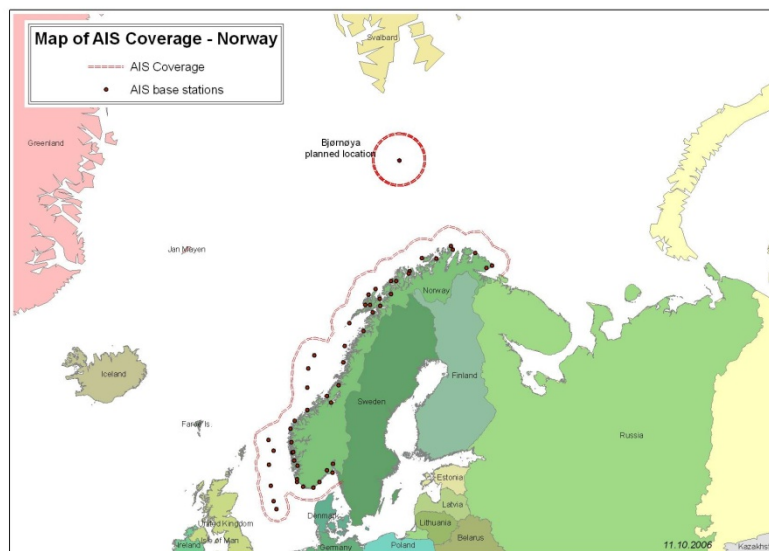 Map of AIS Coverage - Norway
AIS Coverage
AIS base stations
Svalbard
Greenland
Bjørnøya
planned location
Jan Mayen
Norway
Iceland
Finland
Sweden
Faroe Is.
Russia
Estonia
Latvia
Denmark
Lithuania
United Kingdom
Isle of Man
Ireland
Belarus
Poland
Germany
11.10.2006